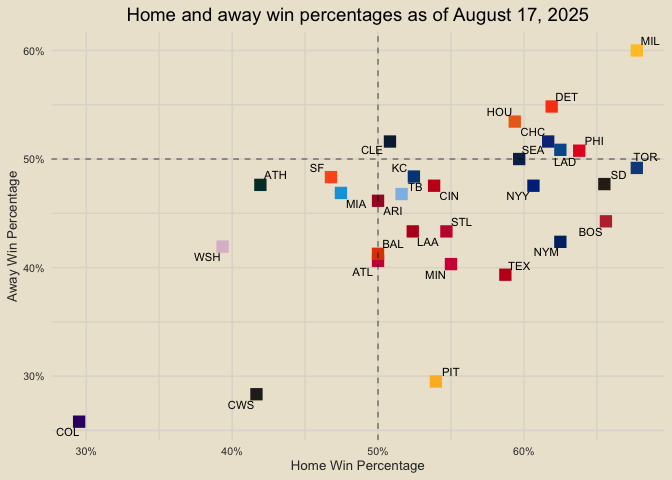 Home and away win percentages as of August 17, 2025
MIL
60%
DET
HOU
CHC
PHI
CLE
SEA
50%
LAD
TOR
SF
KC
ATH
SD
TB
MIA
CIN
NYY
ARI
STL
BOS
BAL
LAA
NYM
WSH
40%
ATL
MIN
TEX
PIT
30%
CWS
COL
Away Win Percentage
30%
40%
50%
60%
Home Win Percentage